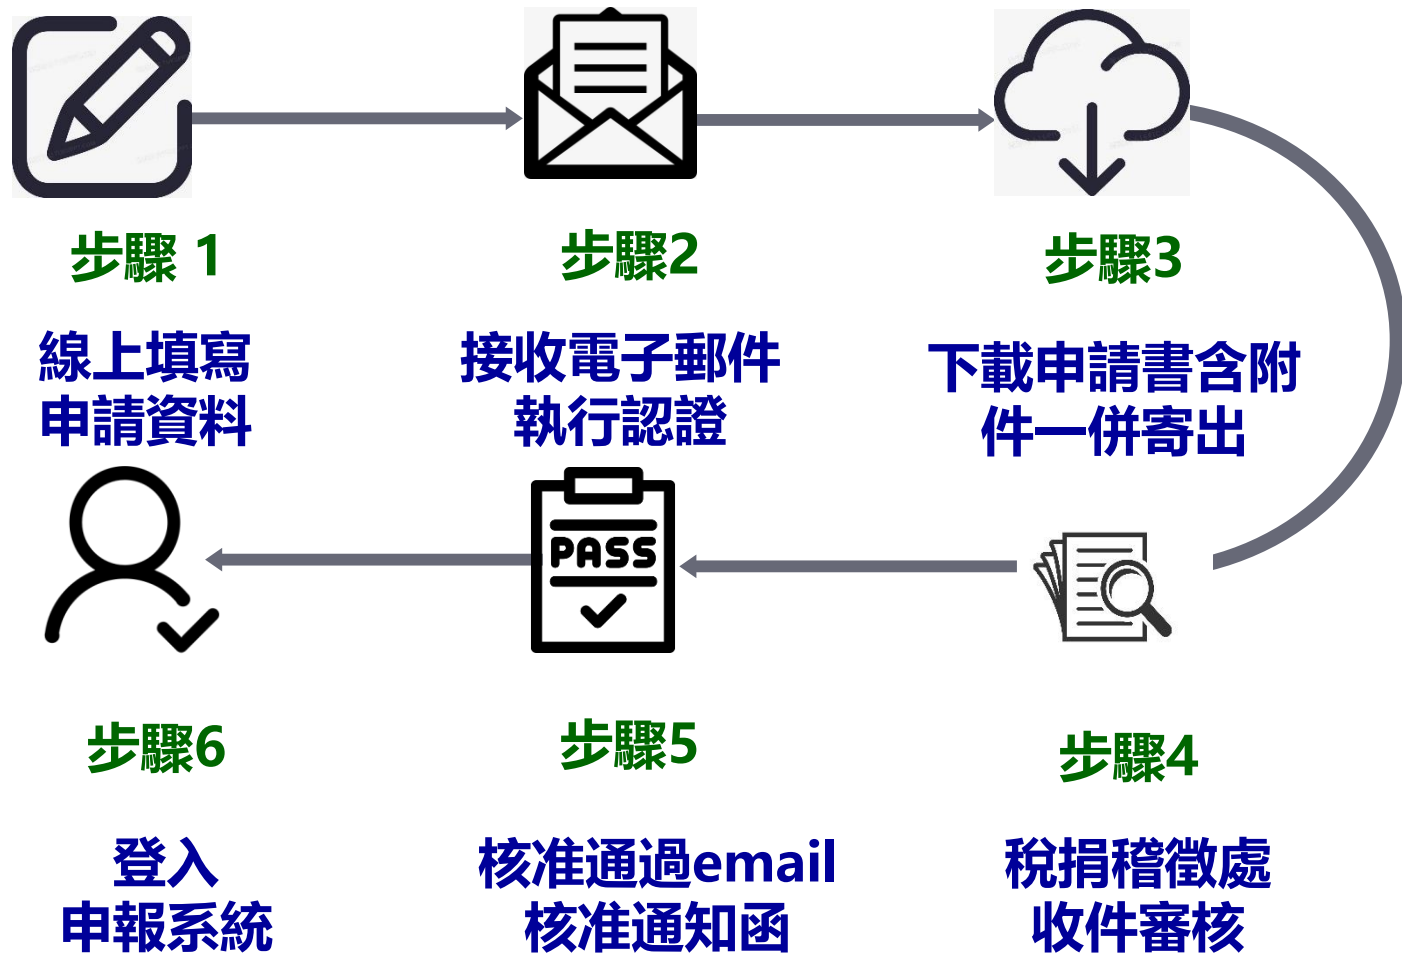 步驟 1
線上填寫
申請資料
步驟2
接收電子郵件
執行認證
步驟3
下載申請書含附
件一併寄出
PASS
步驟6
登入
申報系統
步驟5
核准通過email
核准通知函
步驟4
稅捐稽徵處
收件審核